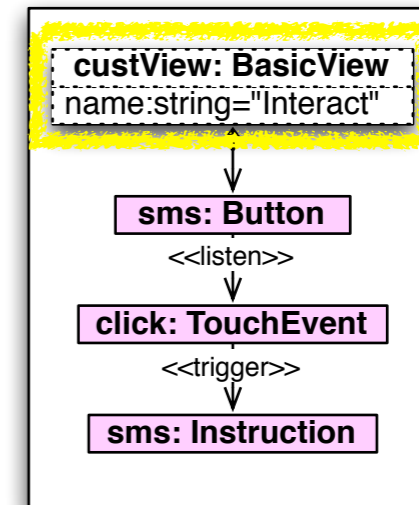 custView: BasicView
name:string="Interact"
sms: Button
<<listen>>
click: TouchEvent
<<trigger>>
sms: Instruction